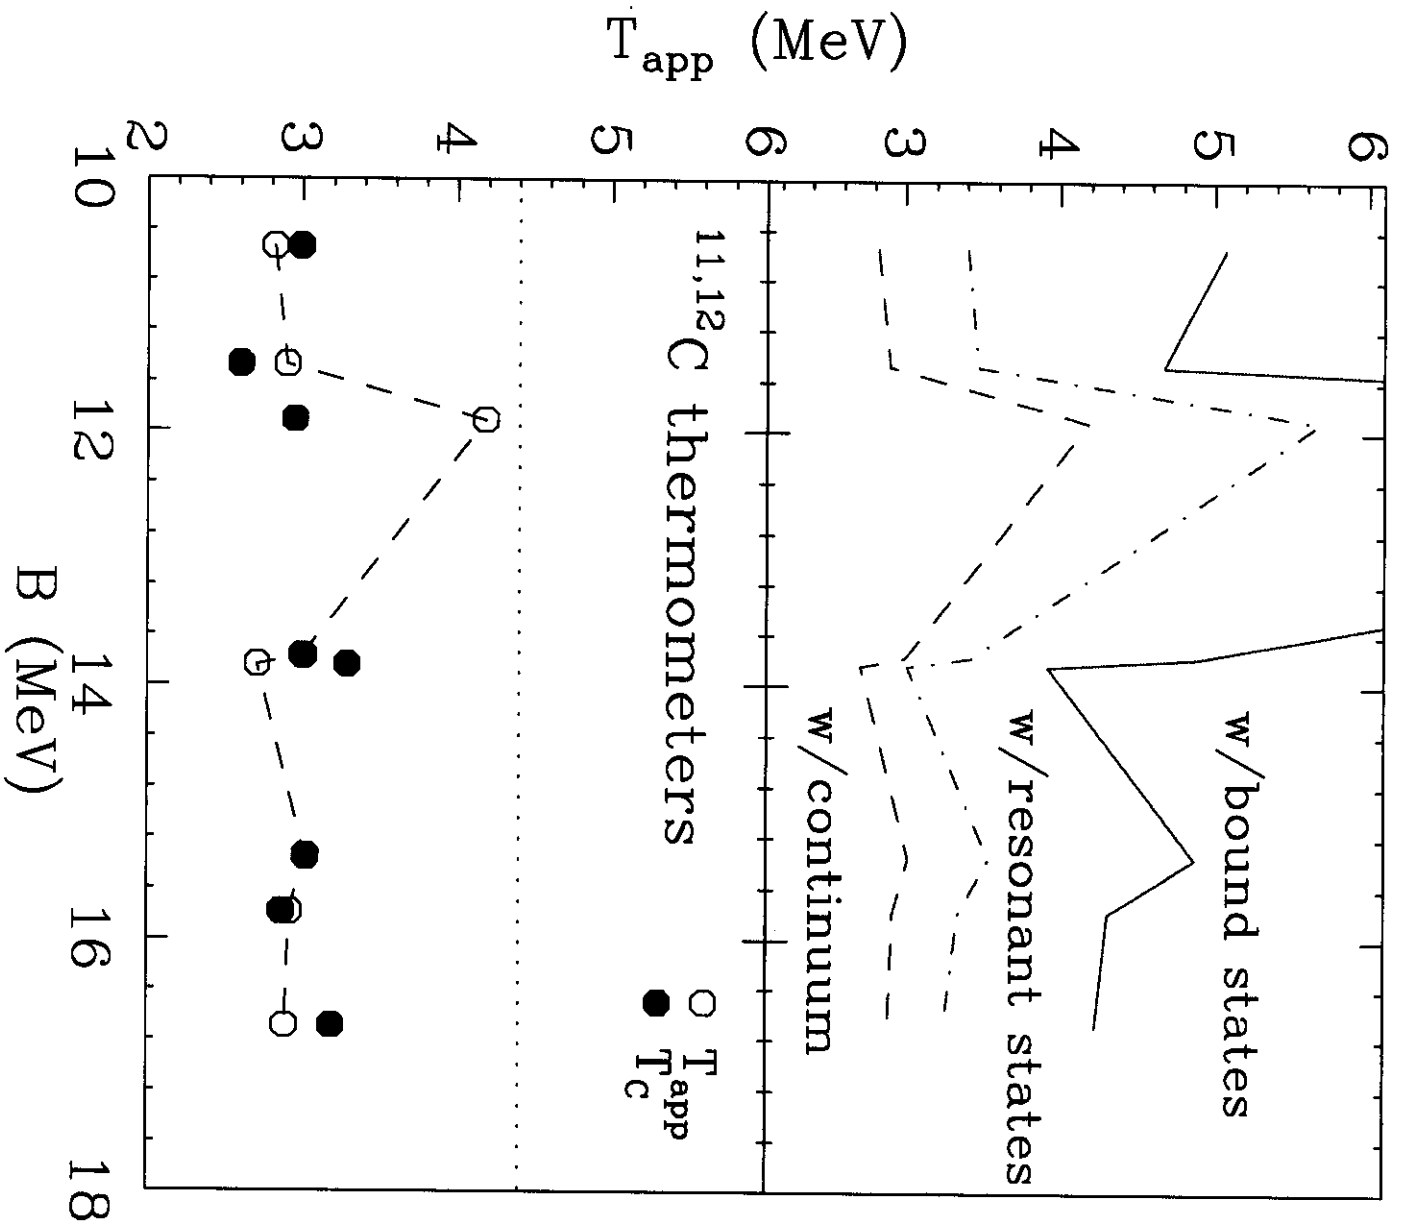 T_app (MeV)
6
5
4
3
w/bound states
w/resonant states
w/continuum
6
5
4
3
2
^11,12C thermometers
T_app
T_C
10
12
14
16
18
B (MeV)